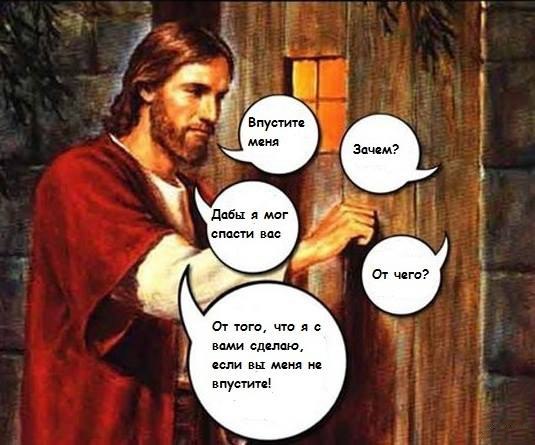 Впустите
меня
Зачем?
Дабы я мог
спасти вас
От чего?
От того, что я с
вами сделаю,
если вы меня не
впустите!